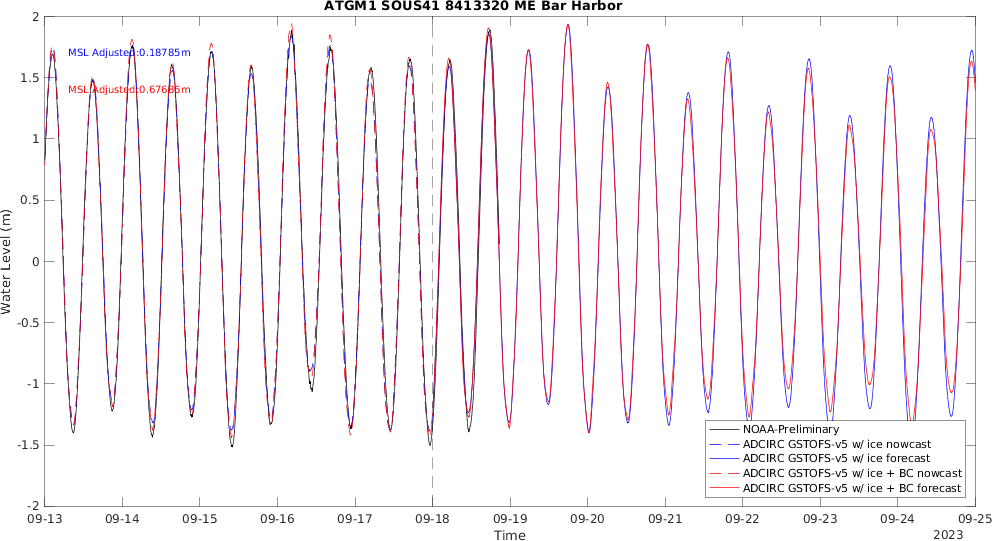 ATGM1 SOUS41 8413320 ME Bar Harbor
2
1.5
1
0.5
0
-0.5
-1
-1.5
-2
Water Level (m)
MSL Adjusted:0.18785m
MSL Adjusted:0.67685m
NOAA-Preliminary
ADCIRC GSTOFS-v5 w/ ice nowcast
ADCIRC GSTOFS-v5 w/ ice forecast
ADCIRC GSTOFS-v5 w/ ice + BC nowcast
ADCIRC GSTOFS-v5 w/ ice + BC forecast
09-13 09-14 09-15 09-16 09-17 09-18 09-19 09-20 09-21 09-22 09-23 09-24 09-25
Time
2023